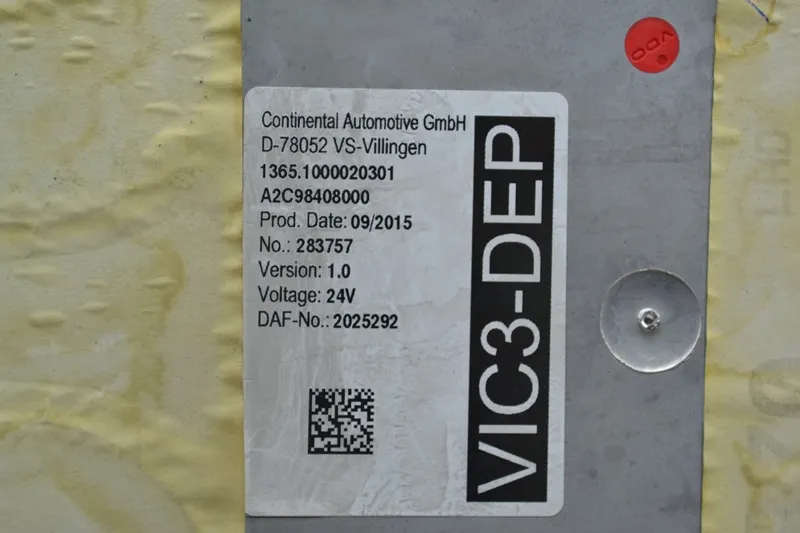 VDO
Continental Automotive GmbH
D-78052 VS-Villingen
1365.1000020301
A2C98408000
Prod. Date: 09/2015
No.: 283757
Version: 1.0
Voltage: 24V
DAF-No.: 2025292
VIC3-DEP